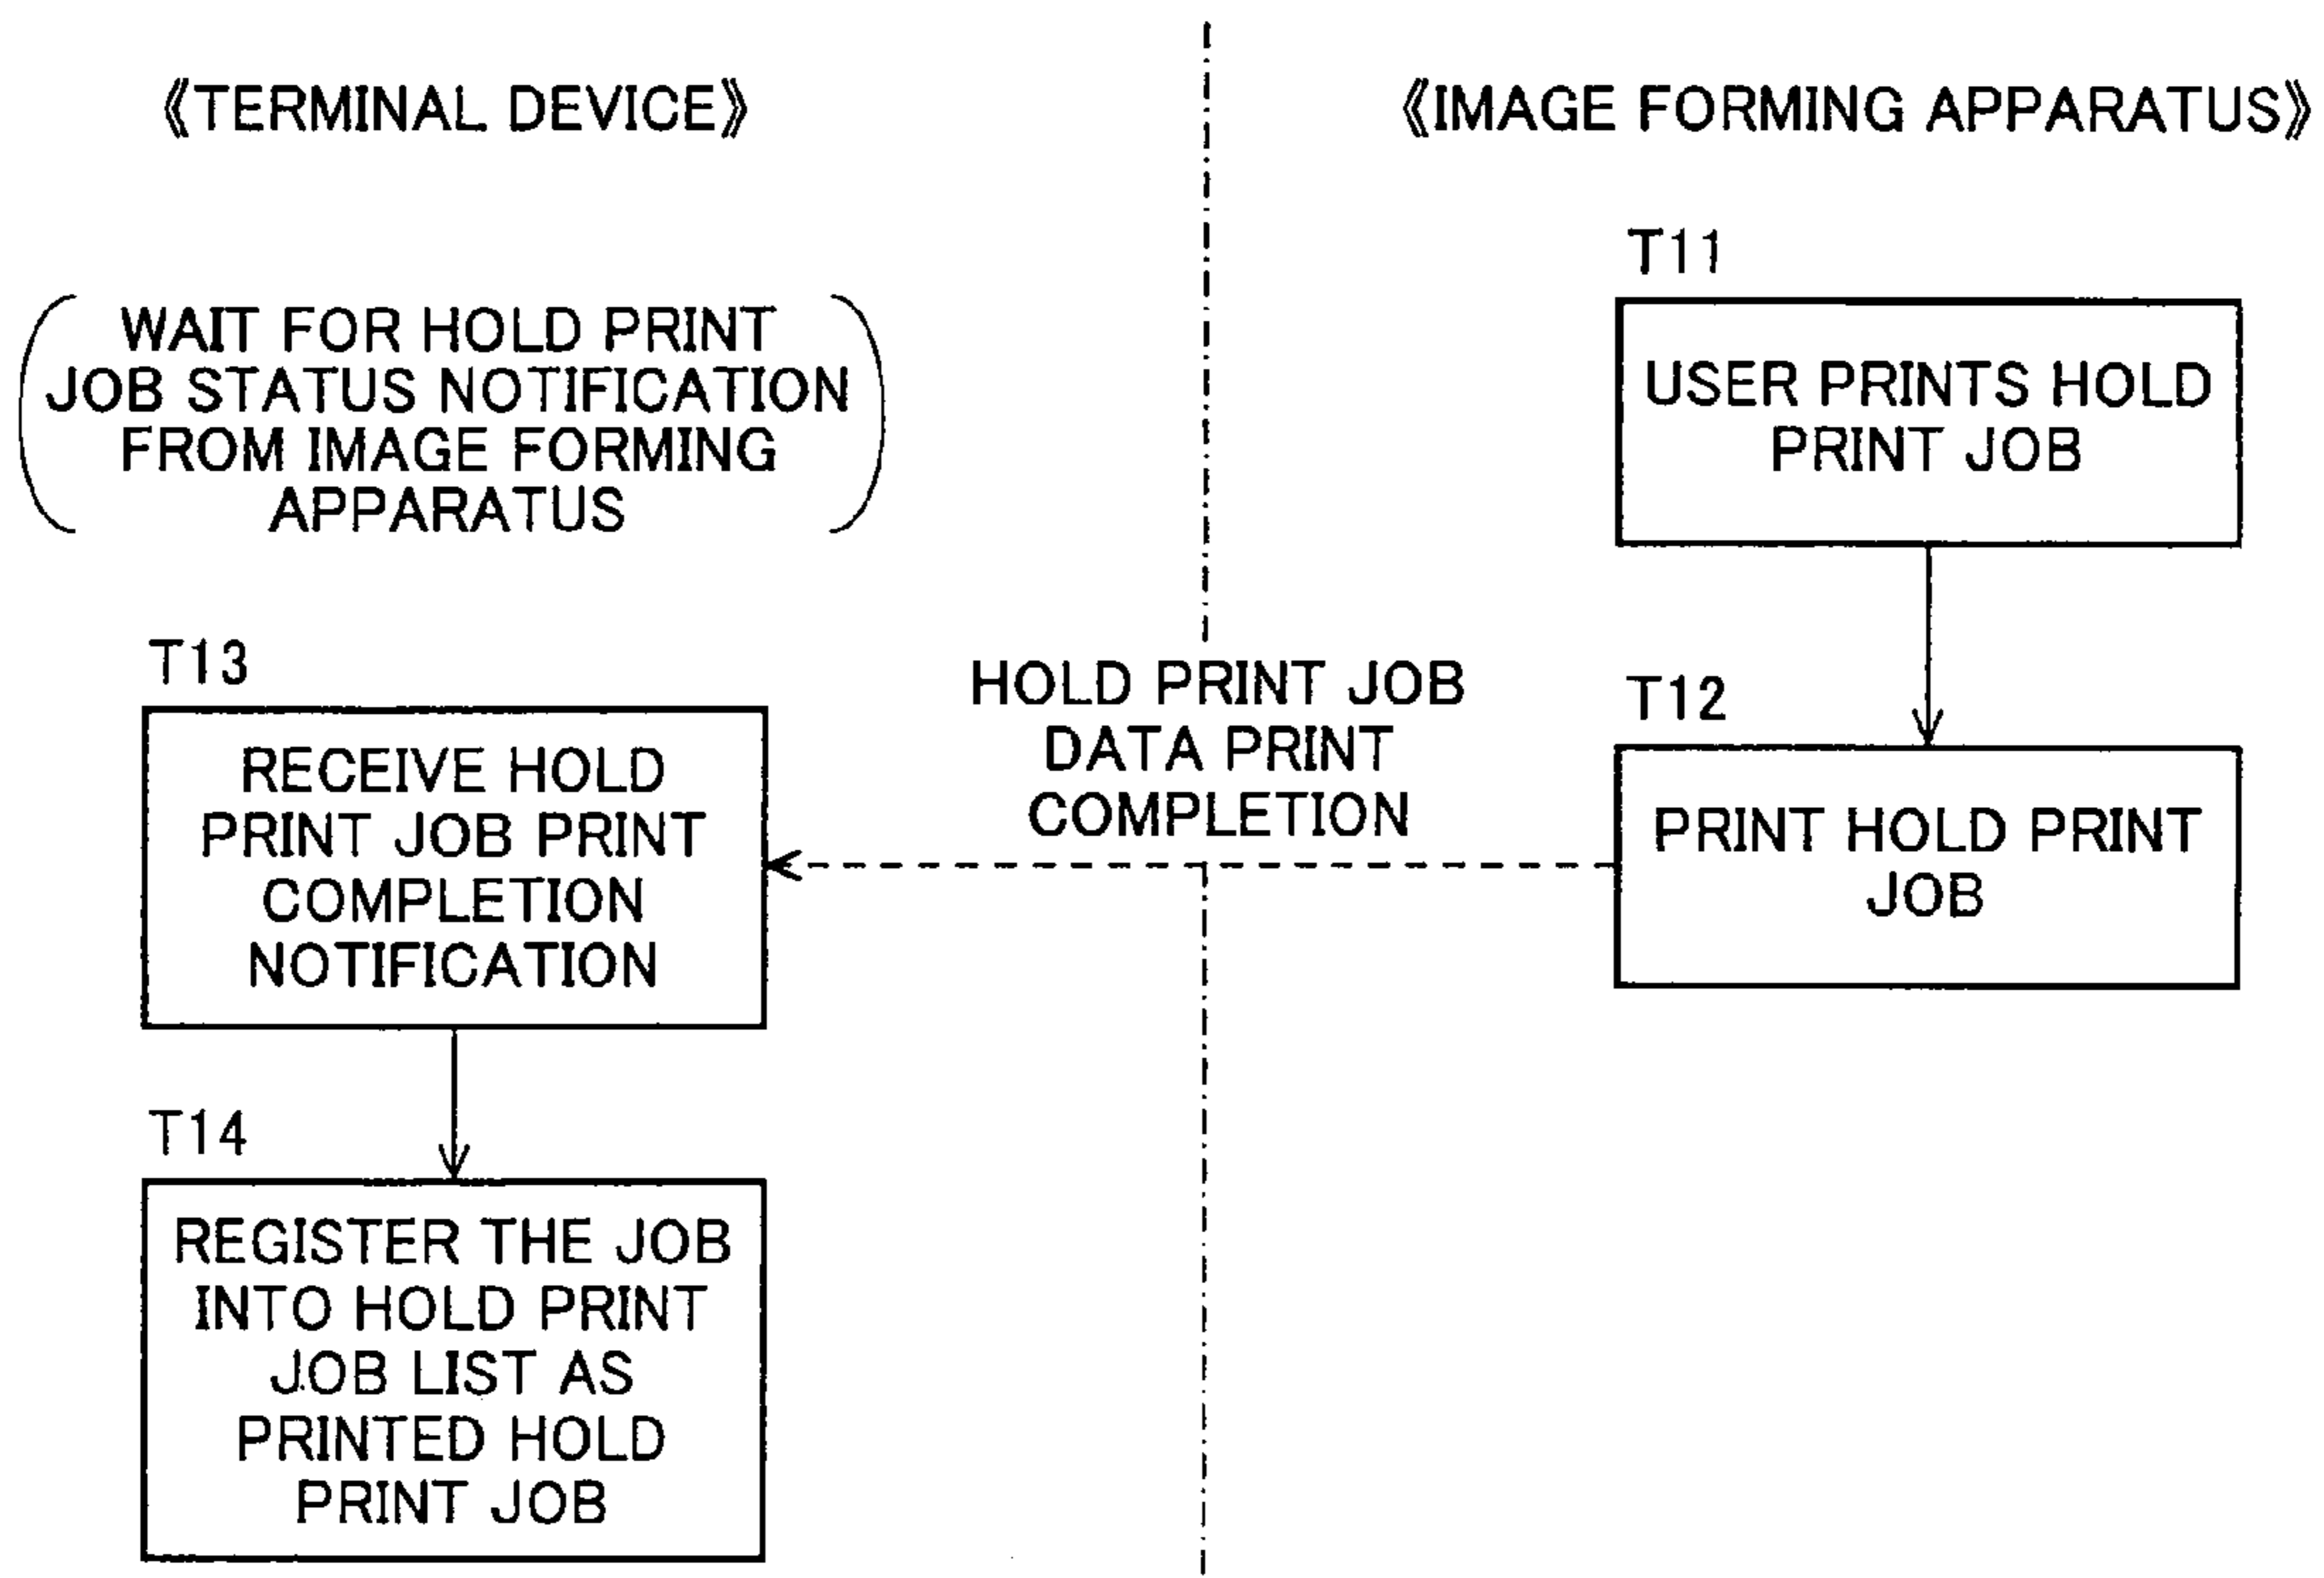 《TERMINAL DEVICE》
《IMAGE FORMING APPARATUS》
WAIT FOR HOLD PRINT
JOB STATUS NOTIFICATION
FROM IMAGE FORMING
APPARATUS
T11
USER PRINTS HOLD
PRINT JOB
HOLD PRINT JOB
DATA PRINT
COMPLETION
T12
PRINT HOLD PRINT
JOB
T13
RECEIVE HOLD
PRINT JOB PRINT
COMPLETION
NOTIFICATION
T14
REGISTER THE JOB
INTO HOLD PRINT
JOB LIST AS
PRINTED HOLD
PRINT JOB